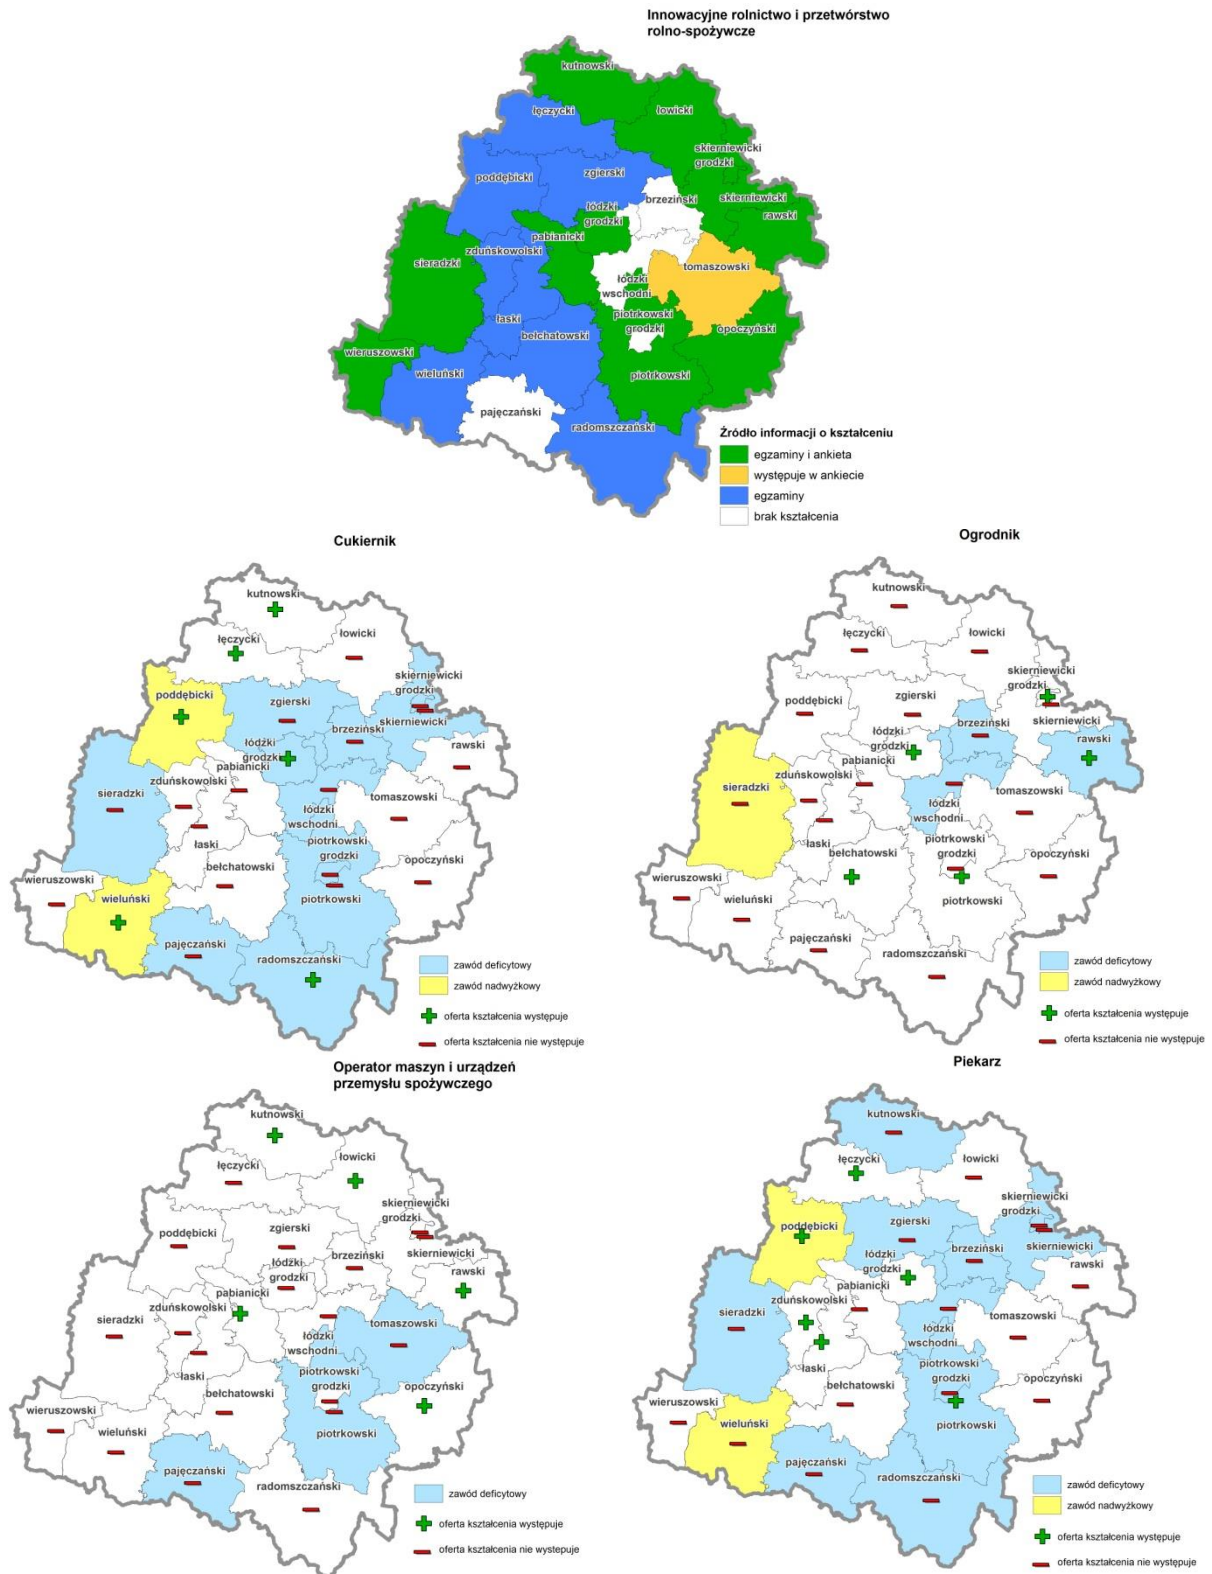 Innowacyjne rolnictwo i przetwórstwo
rolno-spożywcze
kutnowski
łęczycki
łowicki
skierniewicki
grodzki
poddębicki
zgierski
brzeziński
skierniewicki
rawski
łódzki
grodzki
pabianicki
zduńskowolski
sieradzki
tomaszowski
łódzki
wschodni
łaski
piotrkowski
grodzki
opoczyński
bełchatowski
wieruszowski
wieluński
piotrkowski
pajęczański
radomszczański
Źródło informacji o kształceniu
egzaminy i ankieta
występuje w ankiecie
egzaminy
brak kształcenia
Cukiernik
kutnowski
łęczycki
łowicki
skierniewicki
grodzki
poddębicki
zgierski
brzeziński
skierniewicki
rawski
łódzki
grodzki
pabianicki
zduńskowolski
sieradzki
tomaszowski
łódzki
wschodni
łaski
piotrkowski
grodzki
opoczyński
bełchatowski
wieruszowski
wieluński
piotrkowski
pajęczański
radomszczański
zawód deficytowy
zawód nadwyżkowy
oferta kształcenia występuje
oferta kształcenia nie występuje
Ogrodnik
kutnowski
łęczycki
łowicki
skierniewicki
grodzki
poddębicki
zgierski
brzeziński
skierniewicki
rawski
łódzki
grodzki
pabianicki
zduńskowolski
sieradzki
tomaszowski
łódzki
wschodni
łaski
piotrkowski
grodzki
opoczyński
bełchatowski
wieruszowski
wieluński
piotrkowski
pajęczański
radomszczański
zawód deficytowy
zawód nadwyżkowy
oferta kształcenia występuje
oferta kształcenia nie występuje
Operator maszyn i urządzeń
przemysłu spożywczego
kutnowski
łęczycki
łowicki
skierniewicki
grodzki
poddębicki
zgierski
brzeziński
skierniewicki
rawski
łódzki
grodzki
pabianicki
zduńskowolski
sieradzki
tomaszowski
łódzki
wschodni
łaski
piotrkowski
grodzki
opoczyński
bełchatowski
wieruszowski
wieluński
piotrkowski
pajęczański
radomszczański
zawód deficytowy
oferta kształcenia występuje
oferta kształcenia nie wystepuje
Piekarz
kutnowski
łęczycki
łowicki
skierniewicki
grodzki
poddębicki
zgierski
brzeziński
skierniewicki
rawski
łódzki
grodzki
pabianicki
zduńskowolski
sieradzki
tomaszowski
łódzki
wschodni
łaski
piotrkowski
grodzki
opoczyński
bełchatowski
wieruszowski
wieluński
piotrkowski
pajęczański
radomszczański
zawód deficytowy
zawód nadwyżkowy
oferta kształcenia występuje
oferta kształcenia nie występuje